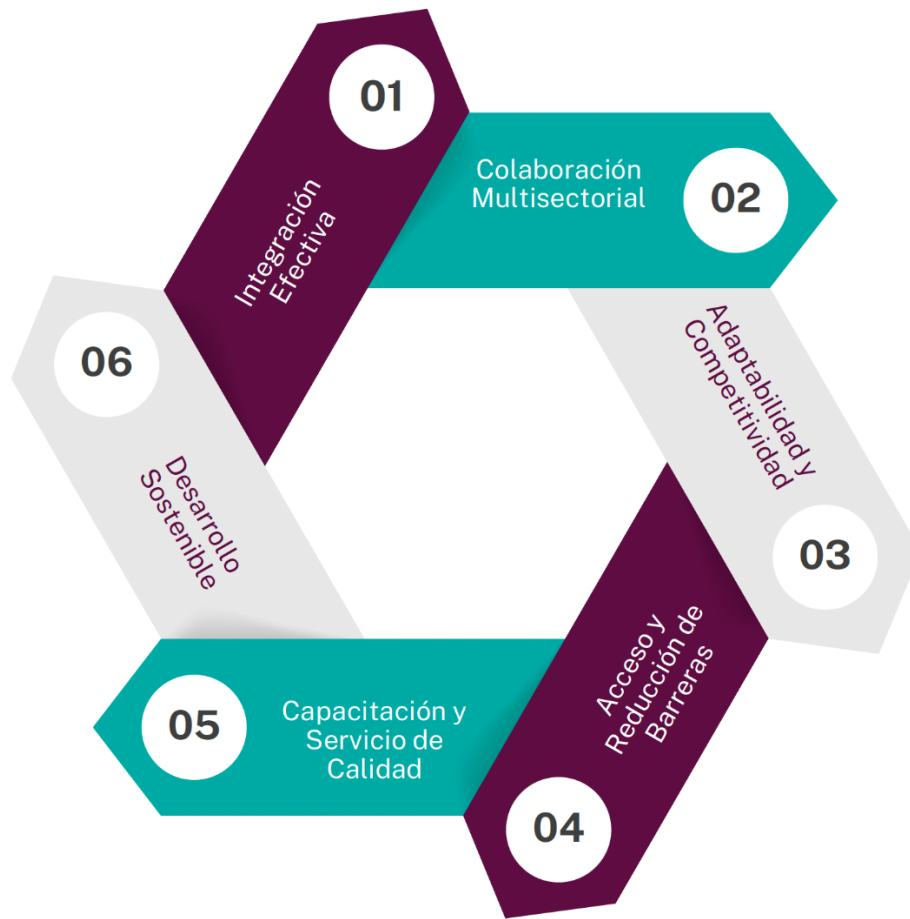 01
Integración
Efectiva
02
Colaboración
Multisectorial
03
Adaptabilidad y
Competitividad
04
Acceso y
Reducción de
Barreras
05
Capacitación y
Servicio de
Calidad
06
Desarrollo
Sostenible